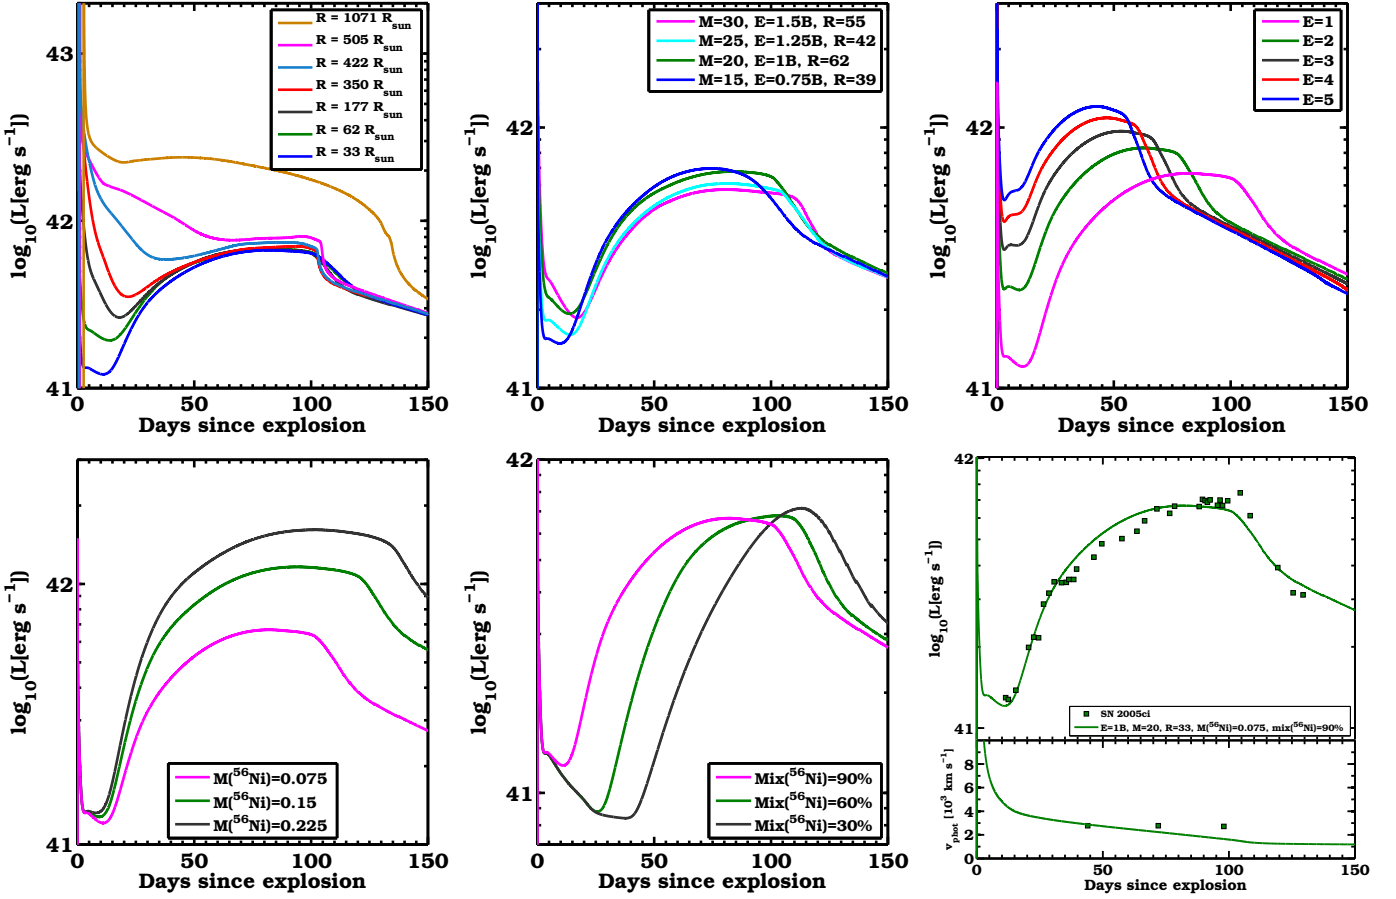 log10(L[erg s−1])
43
42
41
R = 1071 Rsun
R = 505 Rsun
R = 422 Rsun
R = 350 Rsun
R = 177 Rsun
R = 62 Rsun
R = 33 Rsun
0 50 100 150
Days since explosion
log10(L[erg s−1])
42
41
M=30, E=1.5B, R=55
M=25, E=1.25B, R=42
M=20, E=1B, R=62
M=15, E=0.75B, R=39
0 50 100 150
Days since explosion
log10(L[erg s−1])
42
41
E=1
E=2
E=3
E=4
E=5
0 50 100 150
Days since explosion
log10(L[erg s−1])
42
41
M(56Ni)=0.075
M(56Ni)=0.15
M(56Ni)=0.225
0 50 100 150
Days since explosion
log10(L[erg s−1])
42
41
Mix(56Ni)=90%
Mix(56Ni)=60%
Mix(56Ni)=30%
0 50 100 150
Days since explosion
log10(L[erg s−1])
42
41
SN 2005ci
E=1B, M=20, R=33, M(56Ni)=0.075, mix(56Ni)=90%
vphot [103 km s−1]
8
6
4
2
0
0 50 100 150
Days since explosion